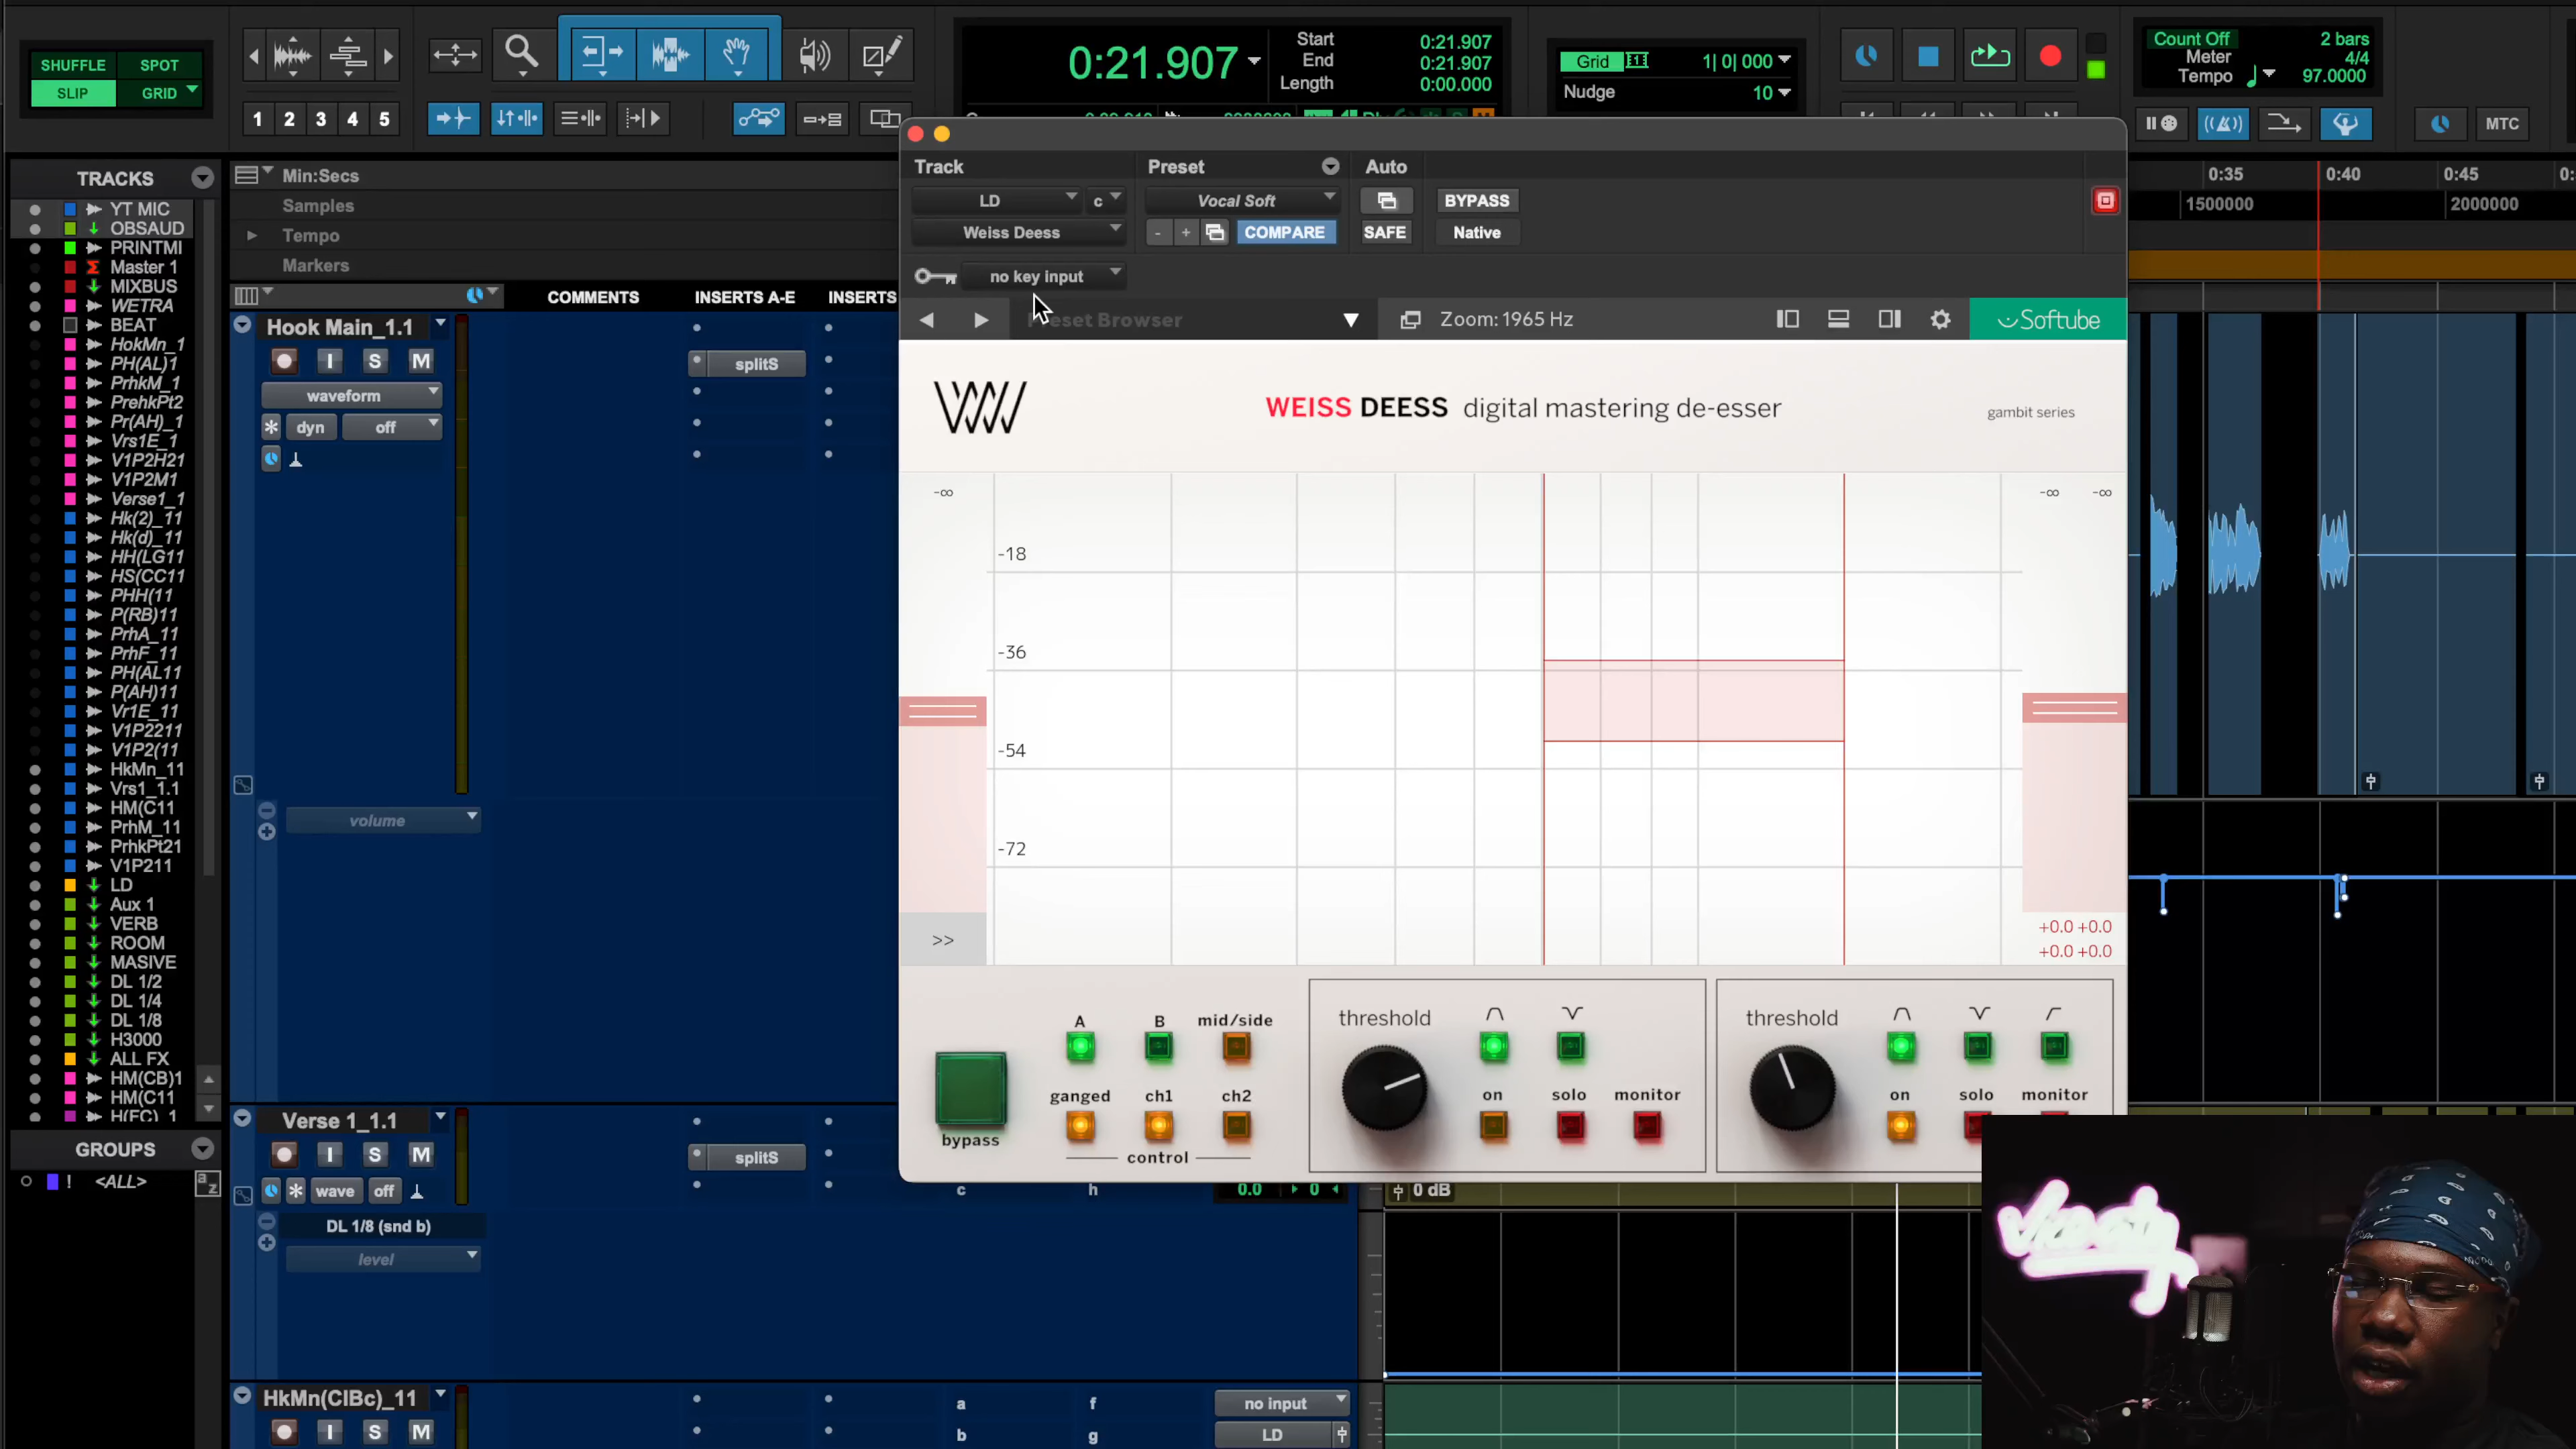 SHUFFLE SPOT
SLIP GRID
1 2 3 4 5
0:21.907
Start 0:21.907
End 0:21.907
Length 0:00.000
Grid 1| 0| 000
Nudge 10
Count Off 2 bars
Meter 4/4
Tempo 97.0000
MTC
TRACKS
YT MIC
OBSAUD
PRINTMI
Master 1
MIXBUS
WETRA
BEAT
HokMn_1
PH(AL)1
PrhkM_1
PrehkPt2
Pr(AH)_1
Vrs1E_1
V1P2H21
V1P2M1
Verse1_1
Hk(2)_11
Hk(d)_11
HH(LG11
HS(CC11
PHH(11
P(RB)11
PrhA_11
PrhF_11
PH(AL11
P(AH)11
Vr1E_11
V1P2211
V1P2(11
HkMn_11
Vrs1_1.1
HM(C11
PrhM_11
PrhkPt21
V1P211
LD
Aux 1
VERB
ROOM
MASIVE
DL 1/2
DL 1/4
DL 1/8
H3000
ALL FX
HM(CB)1
HM(C11
H(EC)_1
GROUPS
! <ALL>
Min:Secs
Samples
Tempo
Markers
COMMENTS INSERTS A-E INSERTS
Hook Main_1.1
I S M
splitS
waveform
dyn off
volume
Verse 1_1.1
I S M
splitS
wave off
DL 1/8 (snd b)
level
c h 0.0 0
0 dB
HkMn(ClBc)_11
I S M
a f no input
b g LD
0:35 0:40 0:45
1500000 2000000
Track Preset Auto
LD c Vocal Soft BYPASS
Weiss Deess - + COMPARE SAFE Native
no key input
Preset Browser Zoom: 1965 Hz Softube
WEISS DEESS digital mastering de-esser gambit series
-∞ -∞ -∞
-18
-36
-54
-72
>>
+0.0 +0.0
+0.0 +0.0
A B mid/side
ganged ch1 ch2
bypass
control
threshold
on solo monitor
threshold
on solo monitor